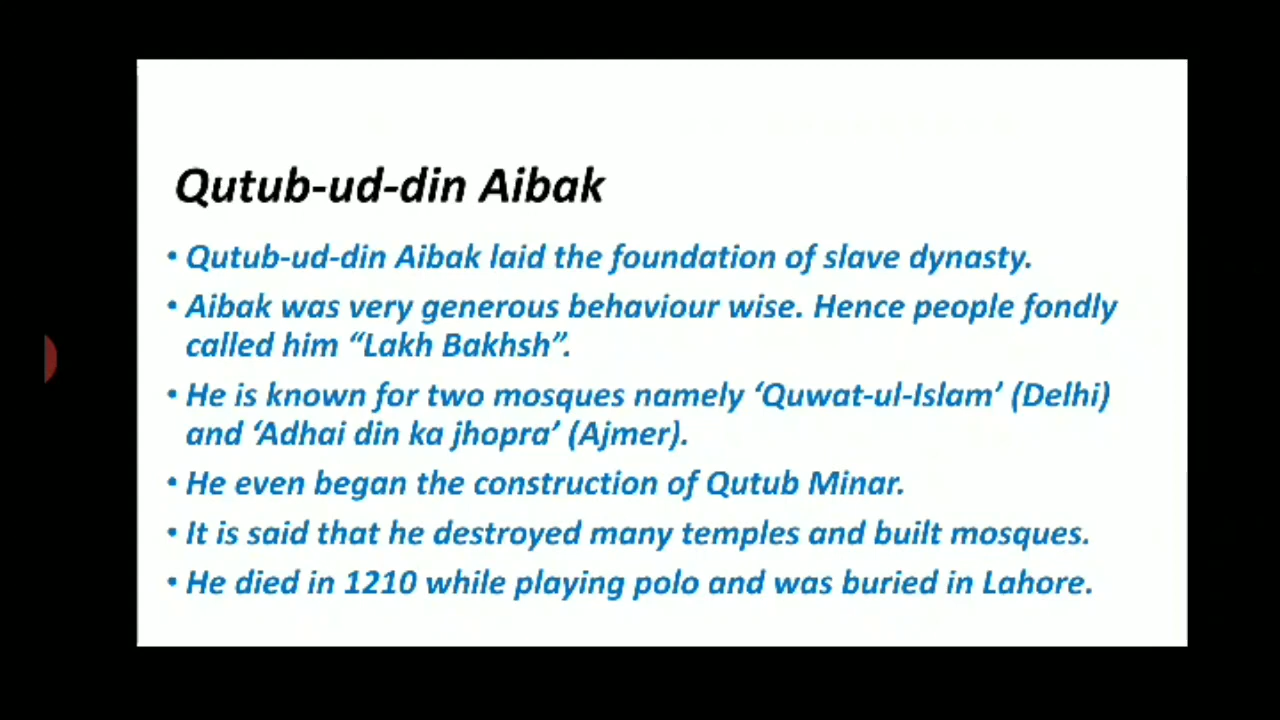 Qutub-ud-din Aibak
• Qutub-ud-din Aibak laid the foundation of slave dynasty.
• Aibak was very generous behaviour wise. Hence people fondly
called him “Lakh Bakhsh”.
• He is known for two mosques namely ‘Quwat-ul-Islam’ (Delhi)
and ‘Adhai din ka jhopra’ (Ajmer).
• He even began the construction of Qutub Minar.
• It is said that he destroyed many temples and built mosques.
• He died in 1210 while playing polo and was buried in Lahore.